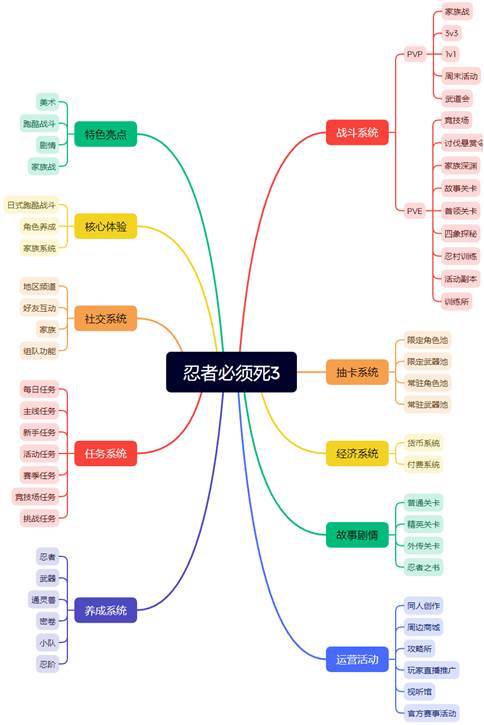 忍者必须死3
战斗系统
PVP
家族战
3v3
1v1
周末活动
武道会
PVE
竞技场
讨伐悬赏令
家族深渊
故事关卡
首领关卡
四象探秘
忍村训练
活动副本
训练所
抽卡系统
限定角色池
限定武器池
常驻角色池
常驻武器池
经济系统
货币系统
付费系统
故事剧情
普通关卡
精英关卡
外传关卡
忍者之书
运营活动
同人创作
周边商城
攻略所
玩家直播推广
视听馆
官方赛事活动
特色亮点
美术
跑酷战斗
剧情
家族战
核心体验
日式跑酷战斗
角色养成
家族系统
社交系统
地区频道
好友互动
家族
组队功能
任务系统
每日任务
主线任务
新手任务
活动任务
赛季任务
竞技场任务
挑战任务
养成系统
忍者
武器
通灵兽
密卷
小队
忍阶